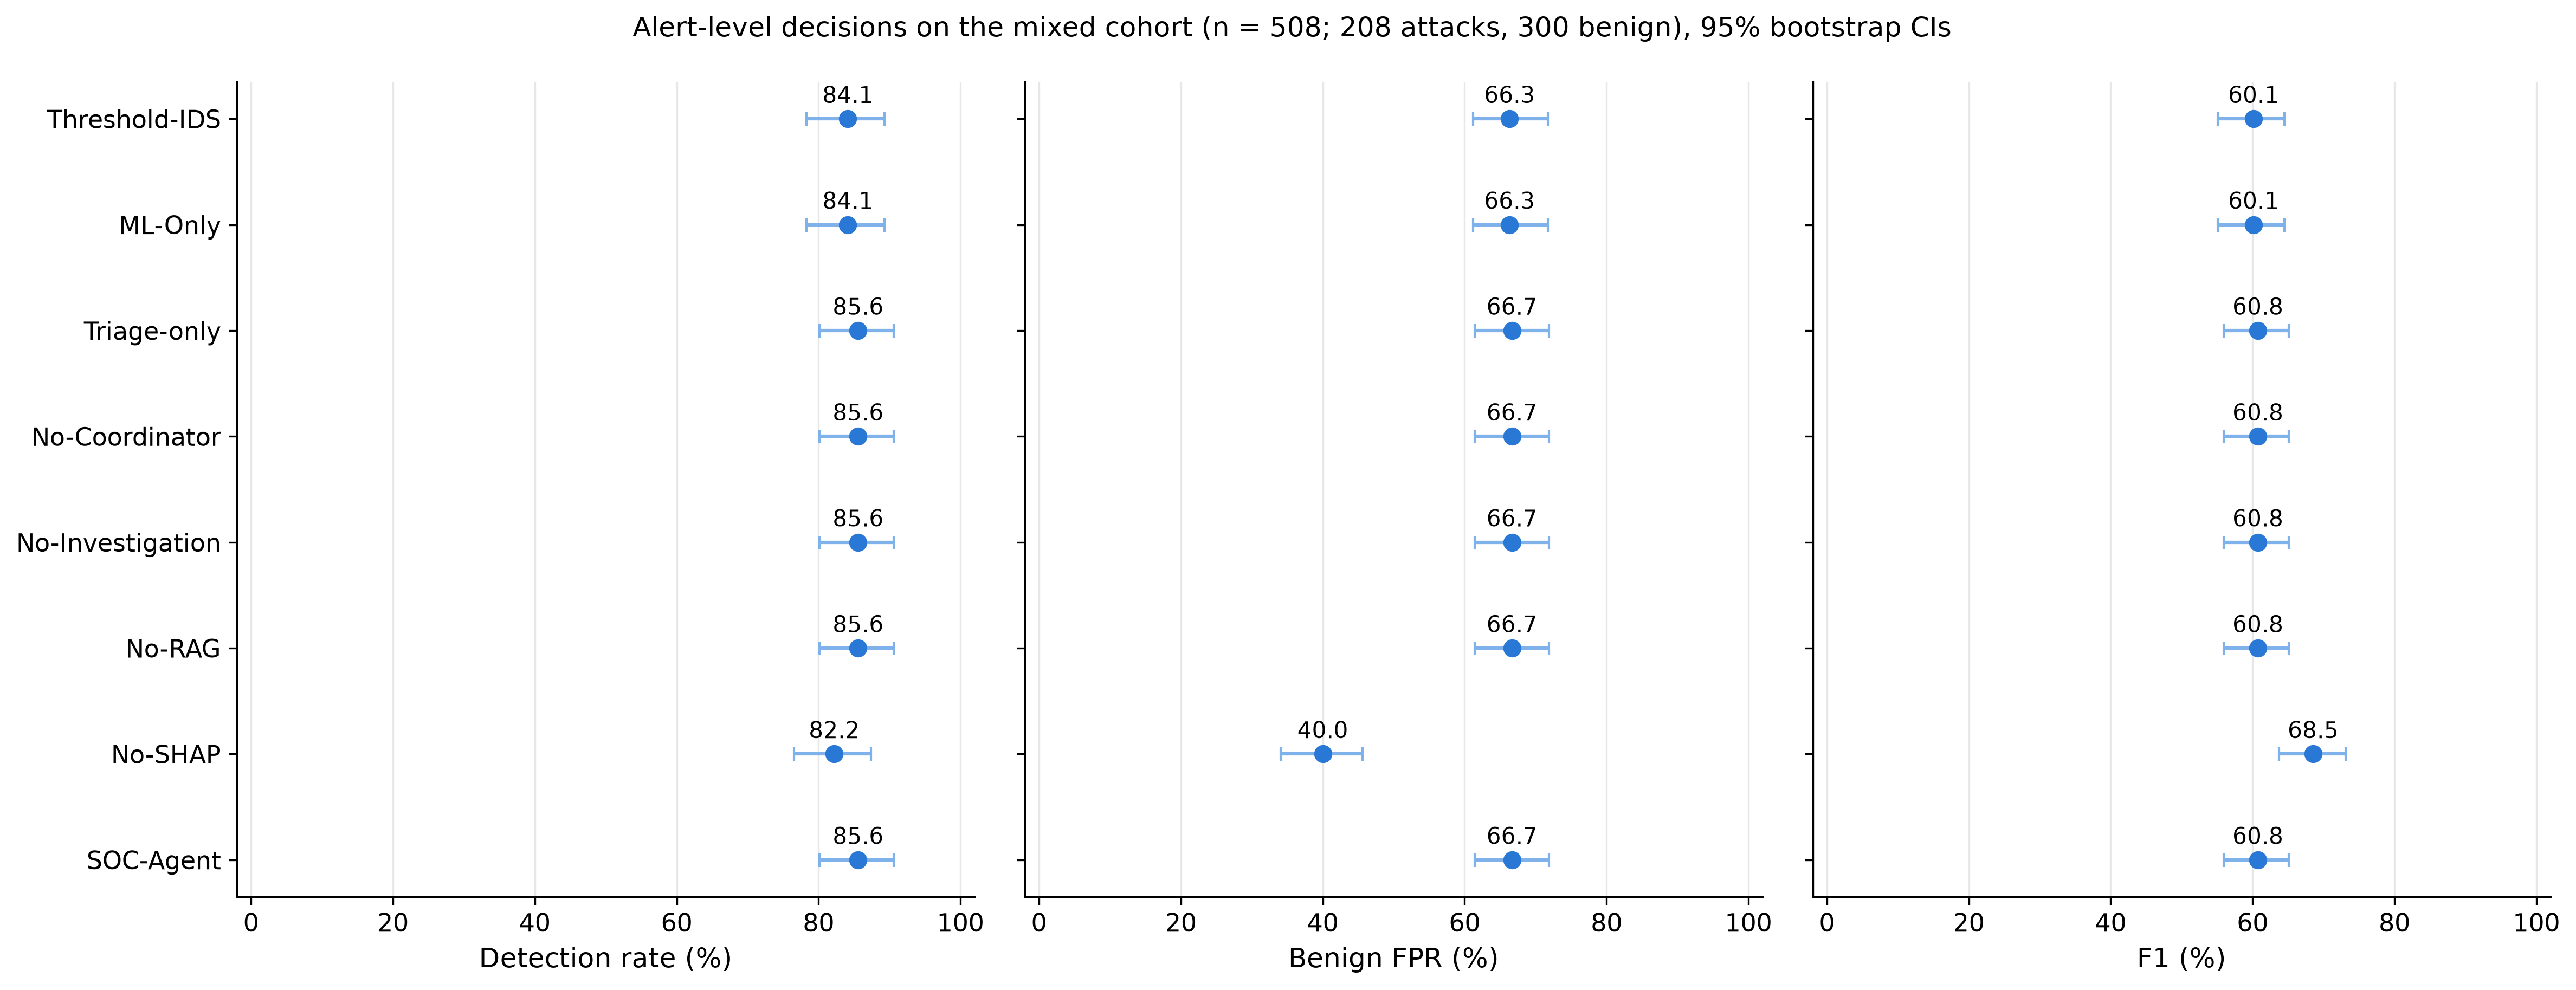 Alert-level decisions on the mixed cohort (n = 508; 208 attacks, 300 benign), 95% bootstrap CIs
Threshold-IDS 84.1 66.3 60.1
ML-Only 84.1 66.3 60.1
Triage-only 85.6 66.7 60.8
No-Coordinator 85.6 66.7 60.8
No-Investigation 85.6 66.7 60.8
No-RAG 85.6 66.7 60.8
No-SHAP 82.2 40.0 68.5
SOC-Agent 85.6 66.7 60.8
0 20 40 60 80 100 0 20 40 60 80 100 0 20 40 60 80 100
Detection rate (%) Benign FPR (%) F1 (%)